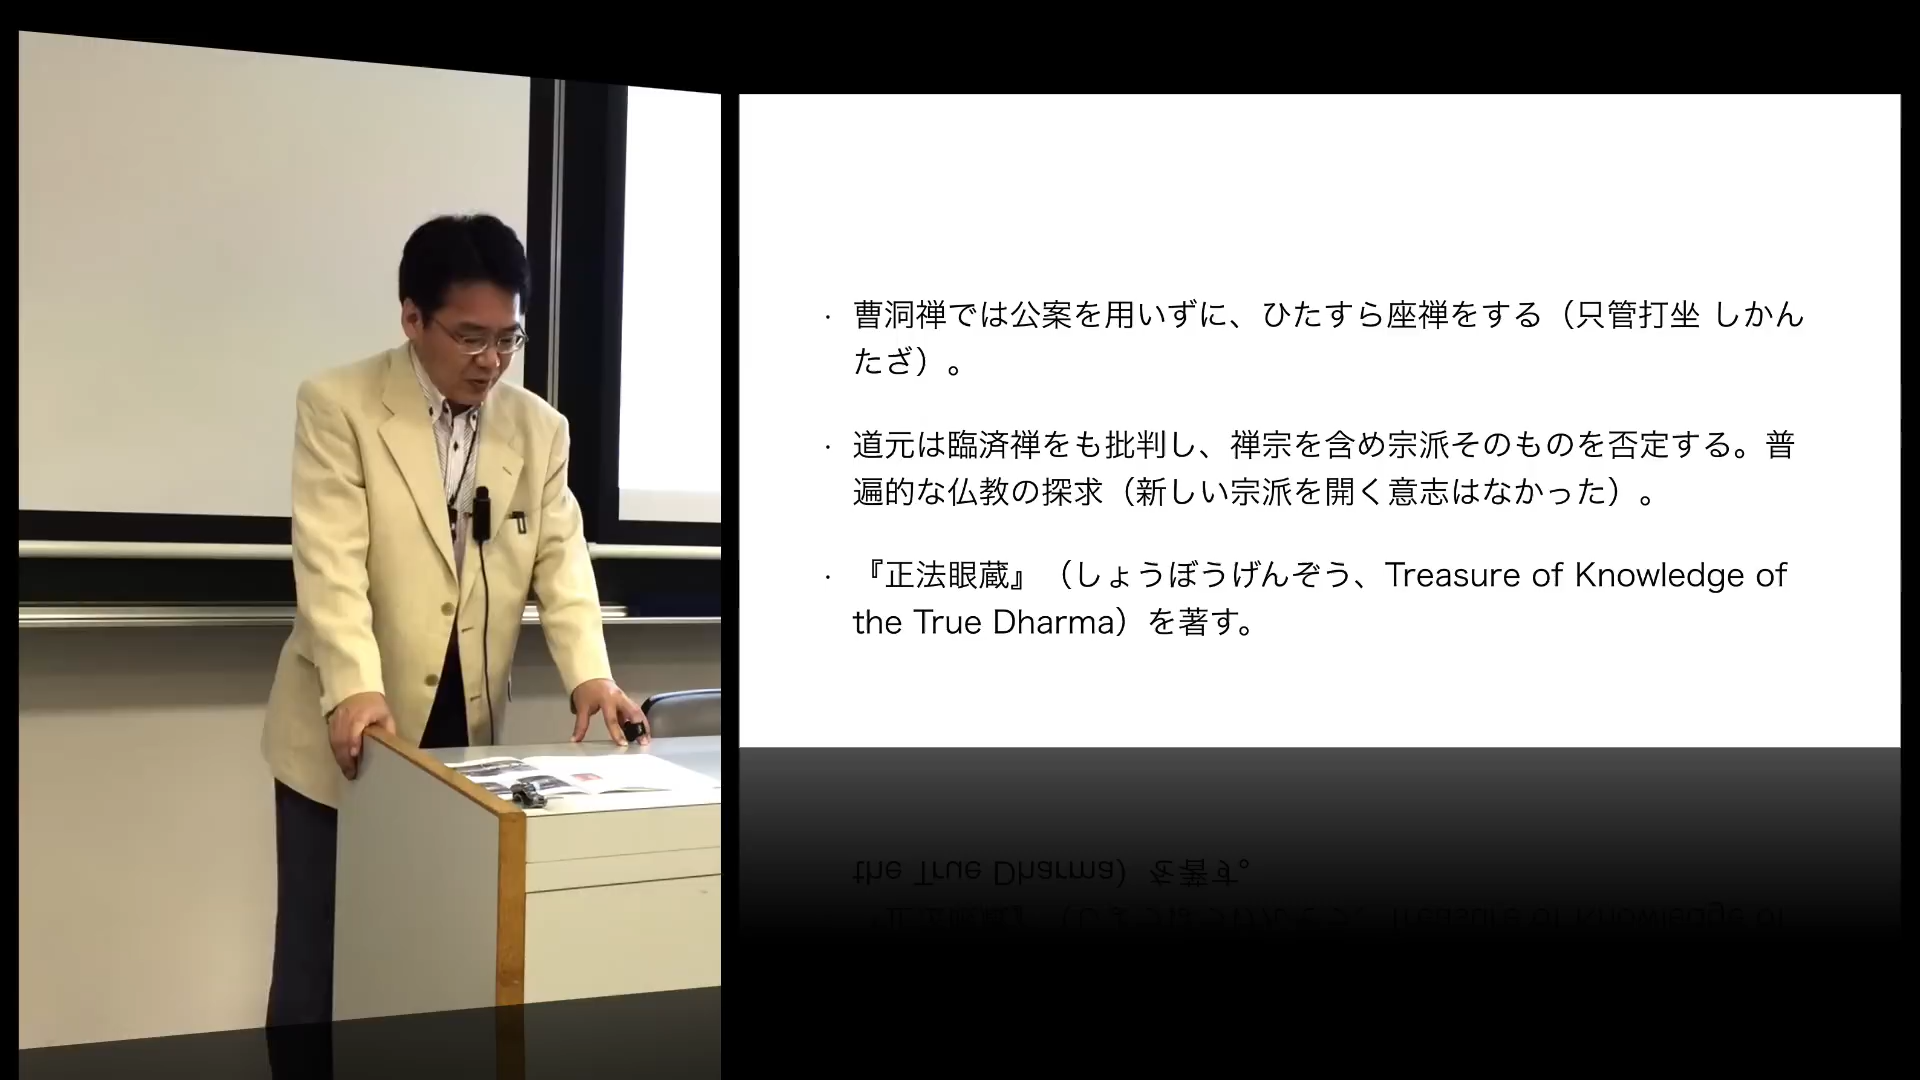 ・ 曹洞禅では公案を用いずに、ひたすら座禅をする（只管打坐 しかん
たざ）。
・ 道元は臨済禅をも批判し、禅宗を含め宗派そのものを否定する。普
遍的な仏教の探求（新しい宗派を開く意志はなかった）。
・ 『正法眼蔵』（しょうぼうげんぞう、Treasure of Knowledge of
the True Dharma）を著す。